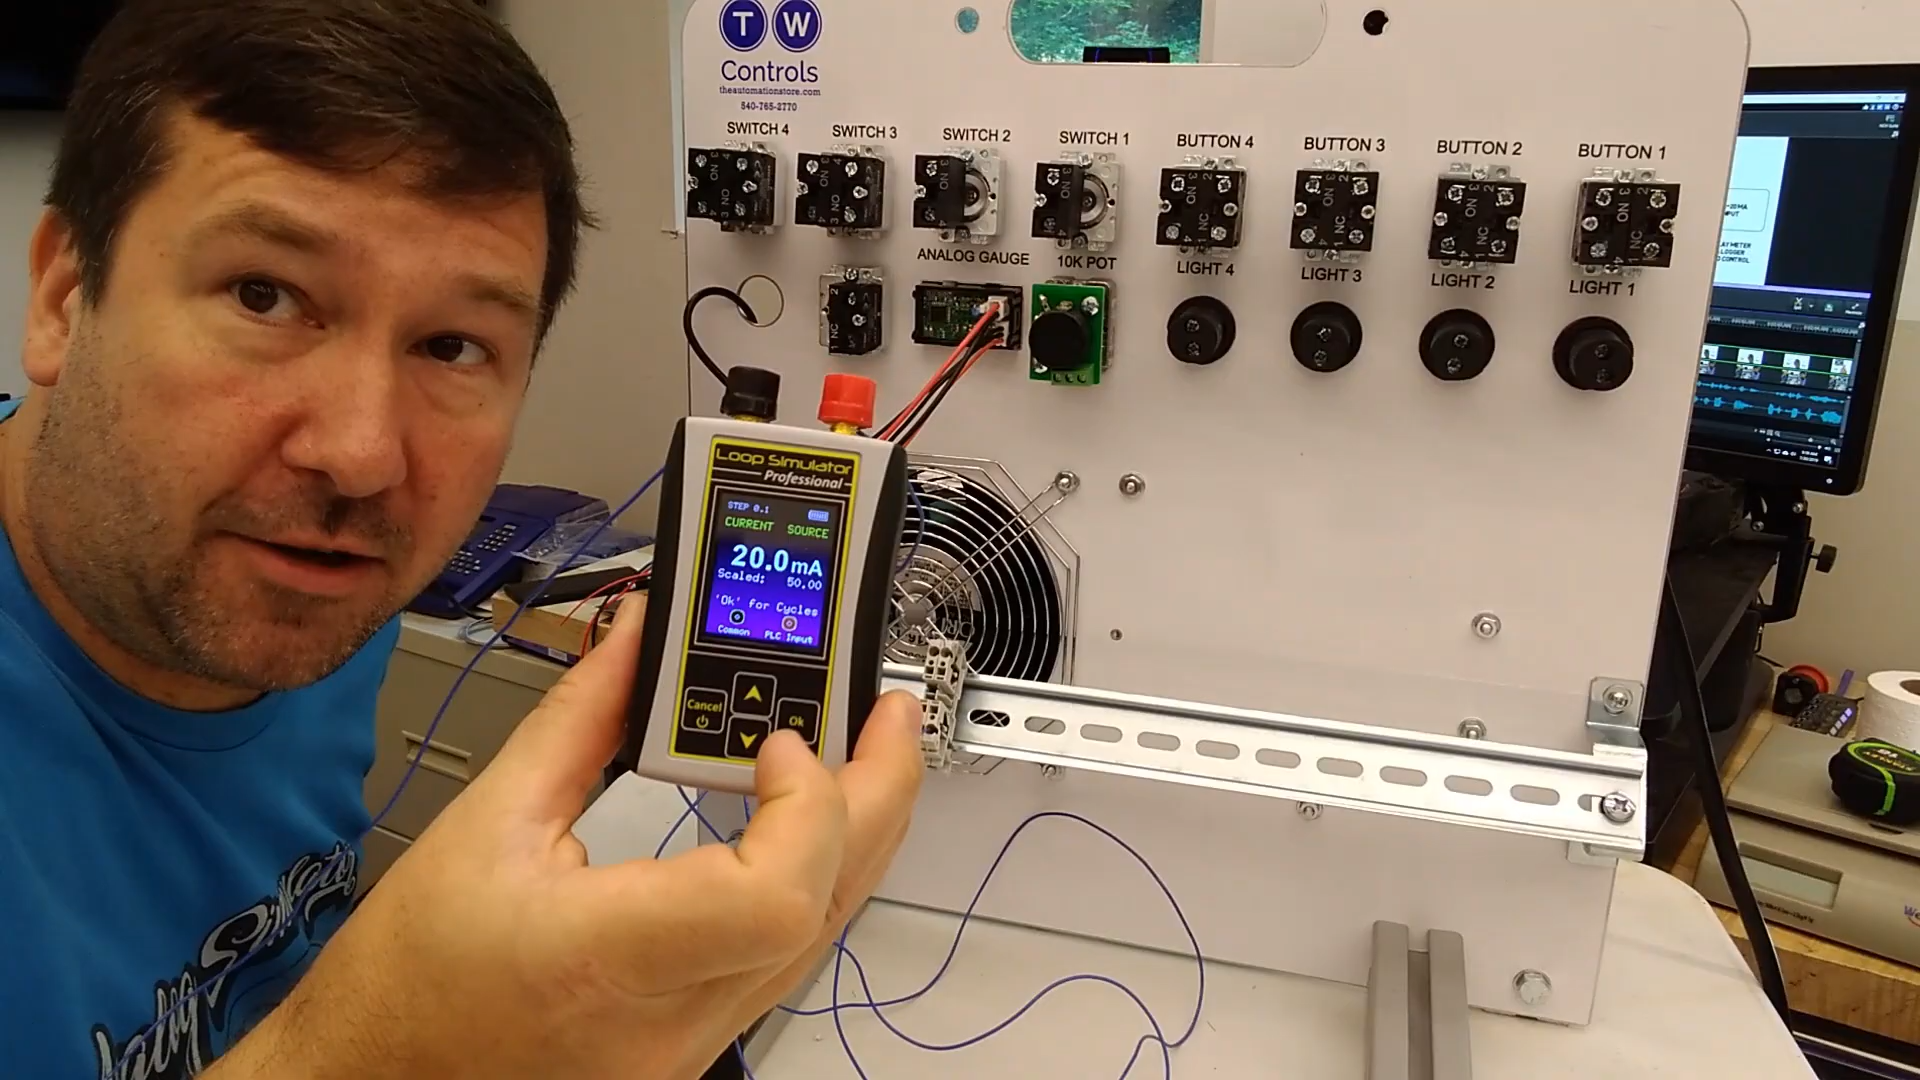 T W
Controls
theautomationstore.com
540-765-2770
SWITCH 4
SWITCH 3
SWITCH 2
SWITCH 1
BUTTON 4
BUTTON 3
BUTTON 2
BUTTON 1
ANALOG GAUGE
10K POT
LIGHT 4
LIGHT 3
LIGHT 2
LIGHT 1
Loop Simulator
Professional
STEP 0.1
CURRENT SOURCE
20.0mA
Scaled: 50.00
'Ok' for Cycles
Common
PLC Input
Cancel
Ok